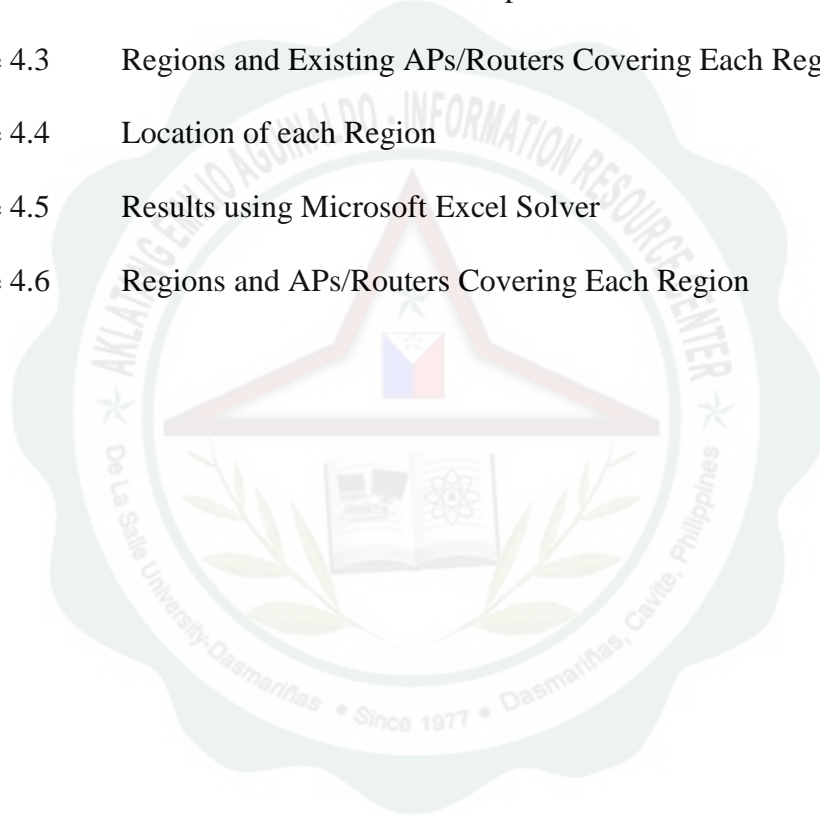 4.3 Regions and Existing APs/Routers Covering Each
4.4 Location of each Region
4.5 Results using Microsoft Excel Solver
4.6 Regions and APs/Routers Covering Each Region
AKLATANG EMILIO AGUINALDO - INFORMATION RESOURCE CENTER
De La Salle University-Dasmariñas • Since 1977 • Dasmariñas, Cavite, Philippines